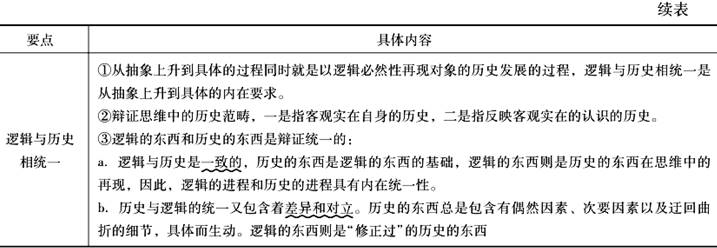 续表
要点 具体内容
①从抽象上升到具体的过程同时就是以逻辑必然性再现对象的历史发展的过程，逻辑与历史相统一是
从抽象上升到具体的内在要求。
②辩证思维中的历史范畴，一是指客观实在自身的历史，二是指反映客观实在的认识的历史。
逻辑与历史
相统一
③逻辑的东西和历史的东西是辩证统一的：
a. 逻辑与历史是一致的，历史的东西是逻辑的东西的基础，逻辑的东西则是历史的东西在思维中的
再现，因此，逻辑的进程和历史的进程具有内在统一性。
b. 历史与逻辑的统一又包含着差异和对立。历史的东西总是包含有偶然因素、次要因素以及迂回曲
折的细节，具体而生动。逻辑的东西则是“修正过”的历史的东西